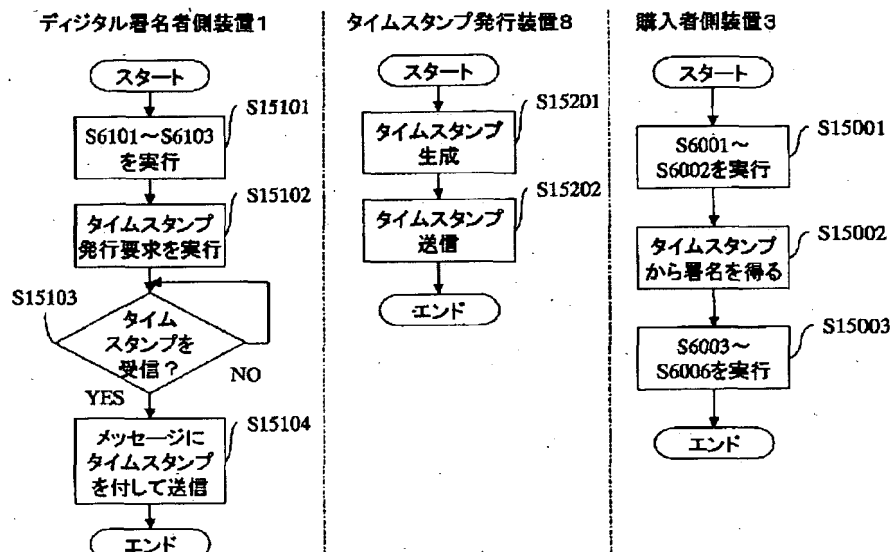 ディジタル署名者側装置1
スタート
S15101
S6101～S6103
を実行
S15102
タイムスタンプ
発行要求を実行
S15103
タイム
スタンプを
受信?
NO
YES
S15104
メッセージに
タイムスタンプ
を付して送信
エンド
タイムスタンプ発行装置8
スタート
S15201
タイムスタンプ
生成
S15202
タイムスタンプ
送信
エンド
購入者側装置3
スタート
S15001
S6001～
S6002を実行
S15002
タイムスタンプ
から署名を得る
S15003
S6003～
S6006を実行
エンド